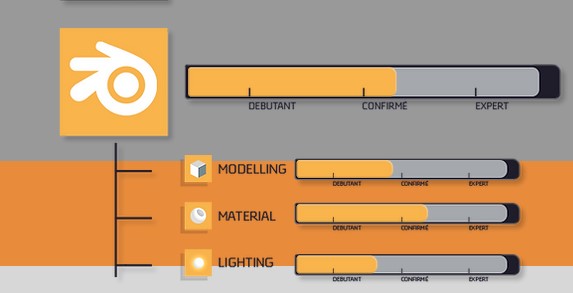 DEBUTANT CONFIRMÉ EXPERT
MODELLING
DEBUTANT CONFIRMÉ EXPERT
MATERIAL
DEBUTANT CONFIRMÉ EXPERT
LIGHTING
DEBUTANT CONFIRMÉ EXPERT